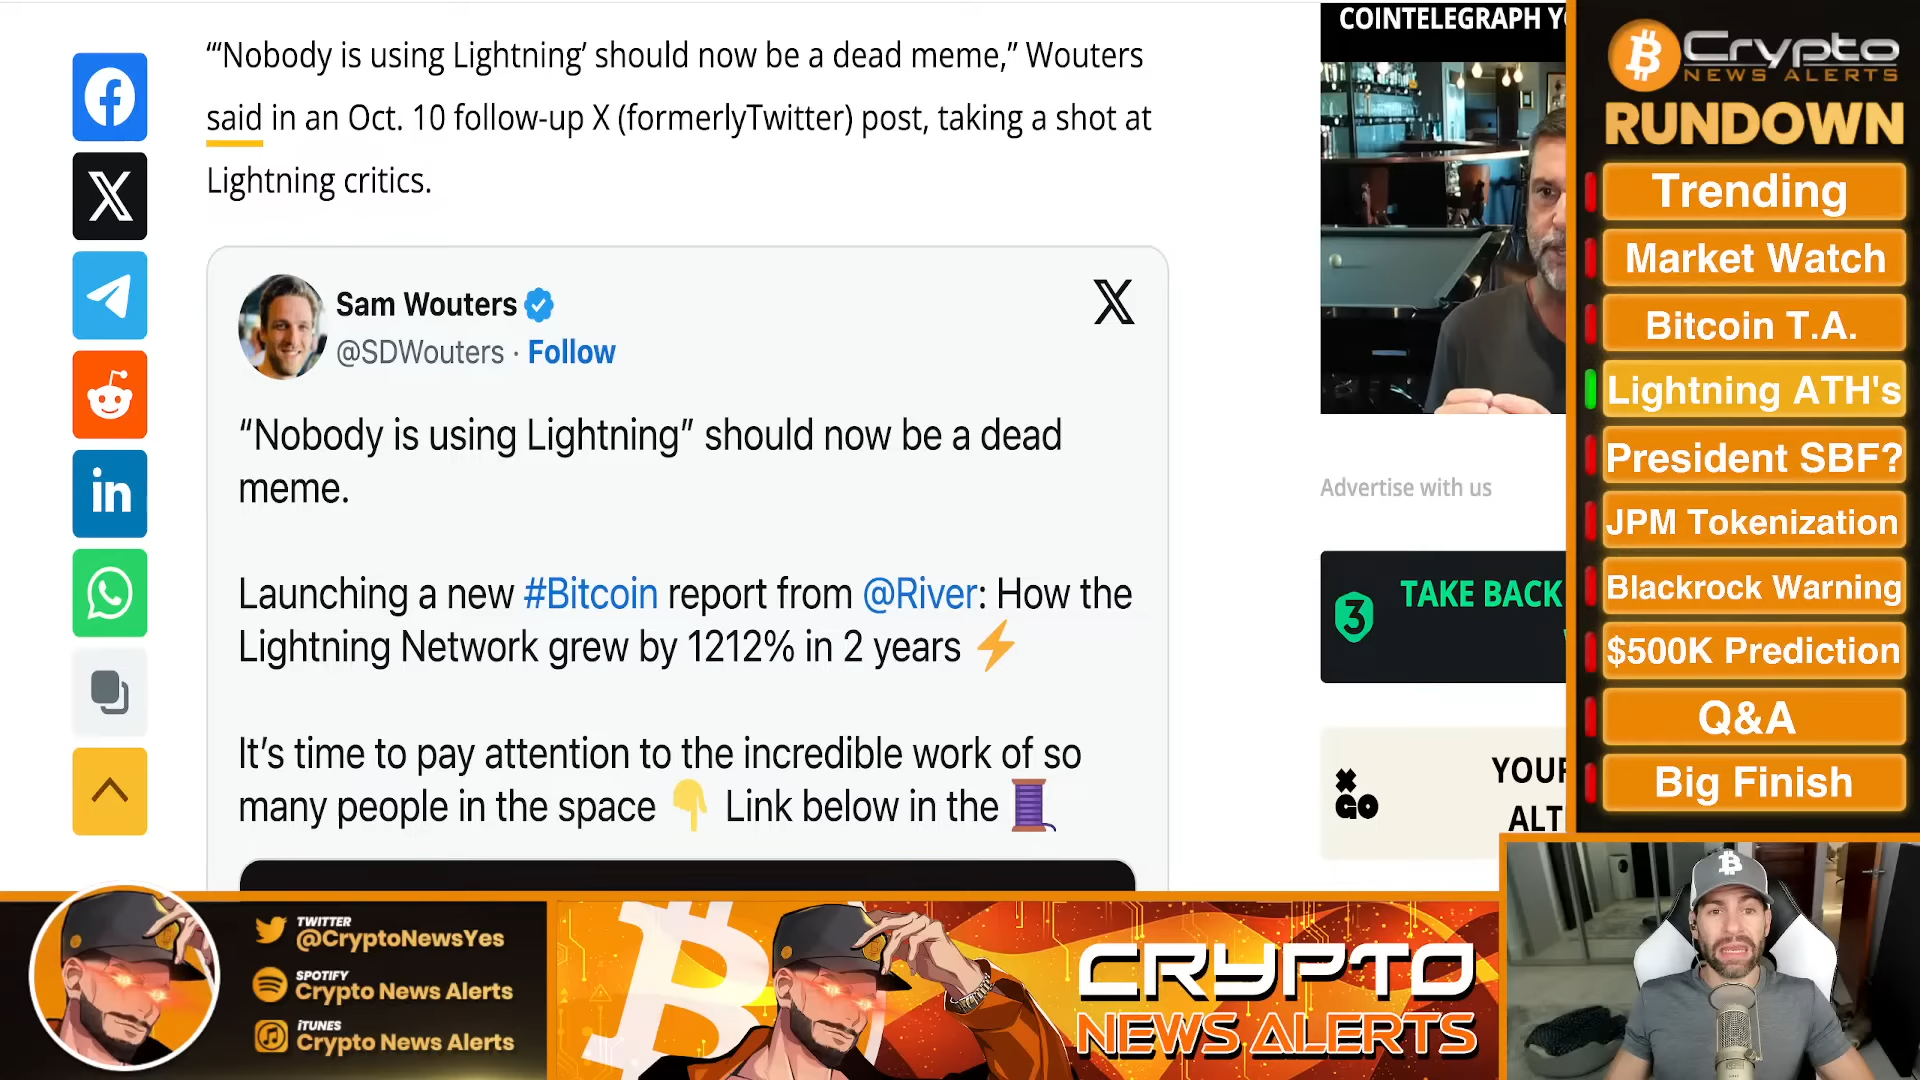 “‘Nobody is using Lightning’ should now be a dead meme,” Wouters
said in an Oct. 10 follow-up X (formerlyTwitter) post, taking a shot at
Lightning critics.
Sam Wouters
@SDWouters · Follow
“Nobody is using Lightning” should now be a dead
meme.
Launching a new #Bitcoin report from @River: How the
Lightning Network grew by 1212% in 2 years
It’s time to pay attention to the incredible work of so
many people in the space Link below in the
COINTELEGRAPH
Advertise with us
TAKE BACK
GO
ALT
Crypto
NEWS ALERTS
RUNDOWN
Trending
Market Watch
Bitcoin T.A.
Lightning ATH's
President SBF?
JPM Tokenization
Blackrock Warning
$500K Prediction
Q&A
Big Finish
TWITTER
@CryptoNewsYes
SPOTIFY
Crypto News Alerts
iTUNES
Crypto News Alerts
CRYPTO
NEWS ALERTS